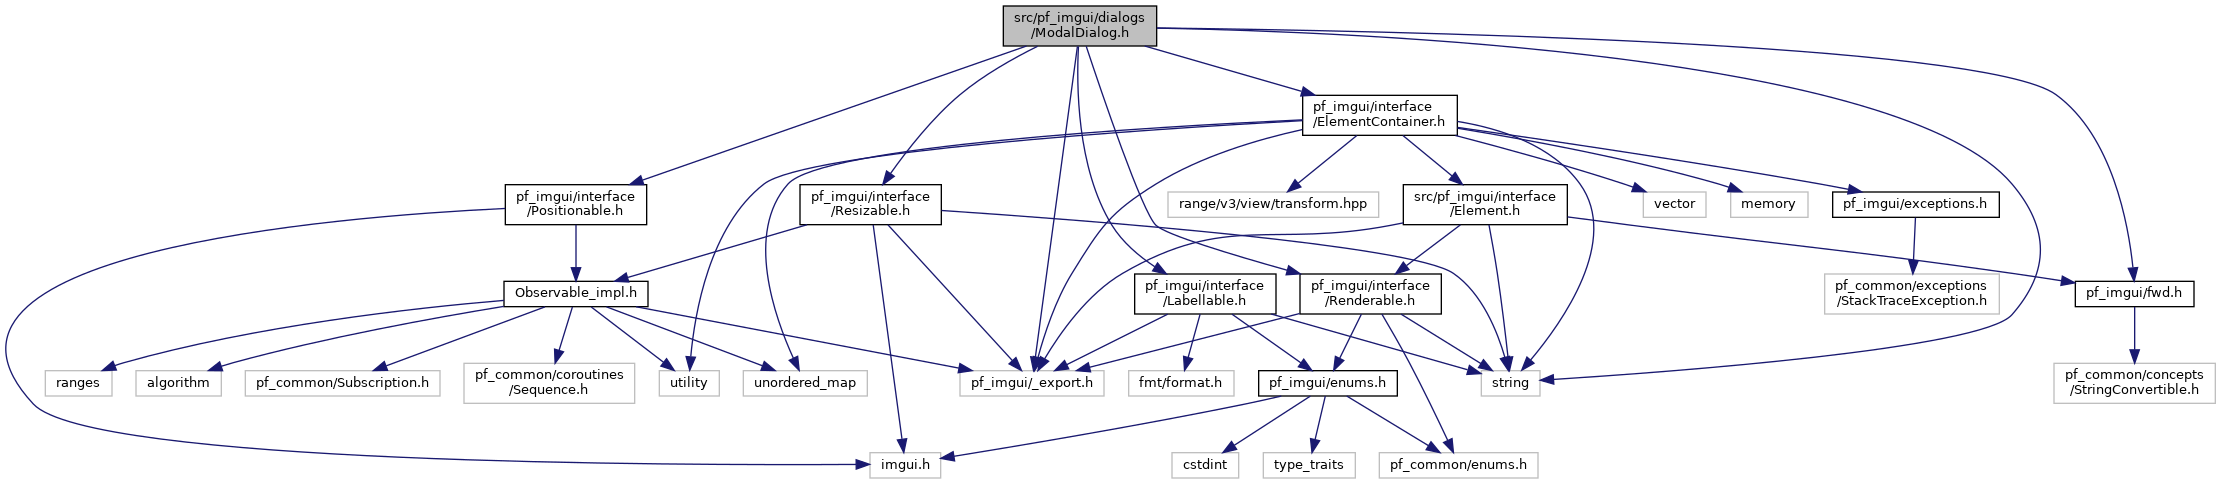 src/pf_imgui/dialogs
/ModalDialog.h
pf_imgui/interface
/ElementContainer.h
pf_imgui/interface
/Positionable.h
pf_imgui/interface
/Resizable.h
range/v3/view/transform.hpp
src/pf_imgui/interface
/Element.h
vector
memory
pf_imgui/exceptions.h
Observable_impl.h
pf_imgui/interface
/Labellable.h
pf_imgui/interface
/Renderable.h
pf_common/exceptions
/StackTraceException.h
pf_imgui/fwd.h
ranges
algorithm
pf_common/Subscription.h
pf_common/coroutines
/Sequence.h
utility
unordered_map
pf_imgui/_export.h
fmt/format.h
pf_imgui/enums.h
string
pf_common/concepts
/StringConvertible.h
imgui.h
cstdint
type_traits
pf_common/enums.h